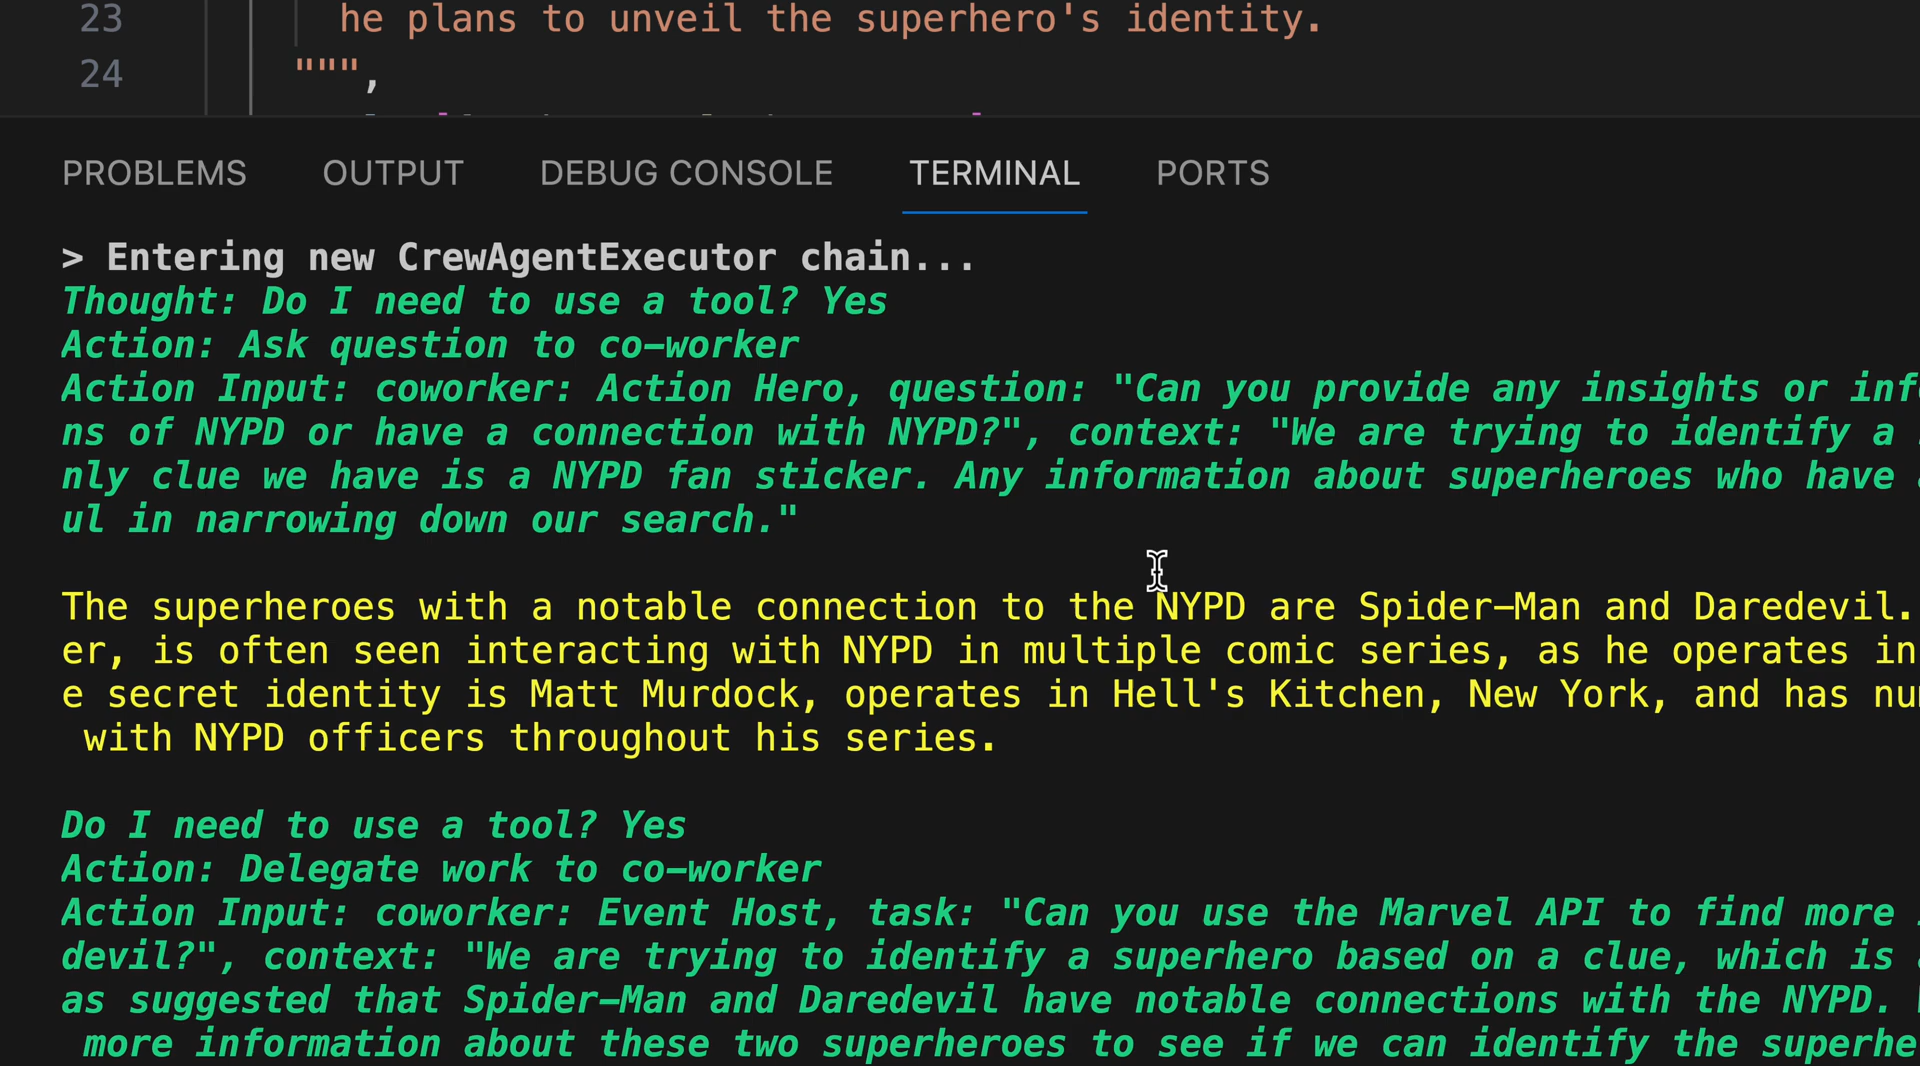 23 he plans to unveil the superhero's identity.
24 """,
PROBLEMS OUTPUT DEBUG CONSOLE TERMINAL PORTS
> Entering new CrewAgentExecutor chain...
Thought: Do I need to use a tool? Yes
Action: Ask question to co-worker
Action Input: coworker: Action Hero, question: "Can you provide any insights or inf
ns of NYPD or have a connection with NYPD?", context: "We are trying to identify a
nly clue we have is a NYPD fan sticker. Any information about superheroes who have
ul in narrowing down our search."
The superheroes with a notable connection to the NYPD are Spider-Man and Daredevil.
er, is often seen interacting with NYPD in multiple comic series, as he operates in
e secret identity is Matt Murdock, operates in Hell's Kitchen, New York, and has nu
with NYPD officers throughout his series.
Do I need to use a tool? Yes
Action: Delegate work to co-worker
Action Input: coworker: Event Host, task: "Can you use the Marvel API to find more
devil?", context: "We are trying to identify a superhero based on a clue, which is
as suggested that Spider-Man and Daredevil have notable connections with the NYPD.
more information about these two superheroes to see if we can identify the superhe